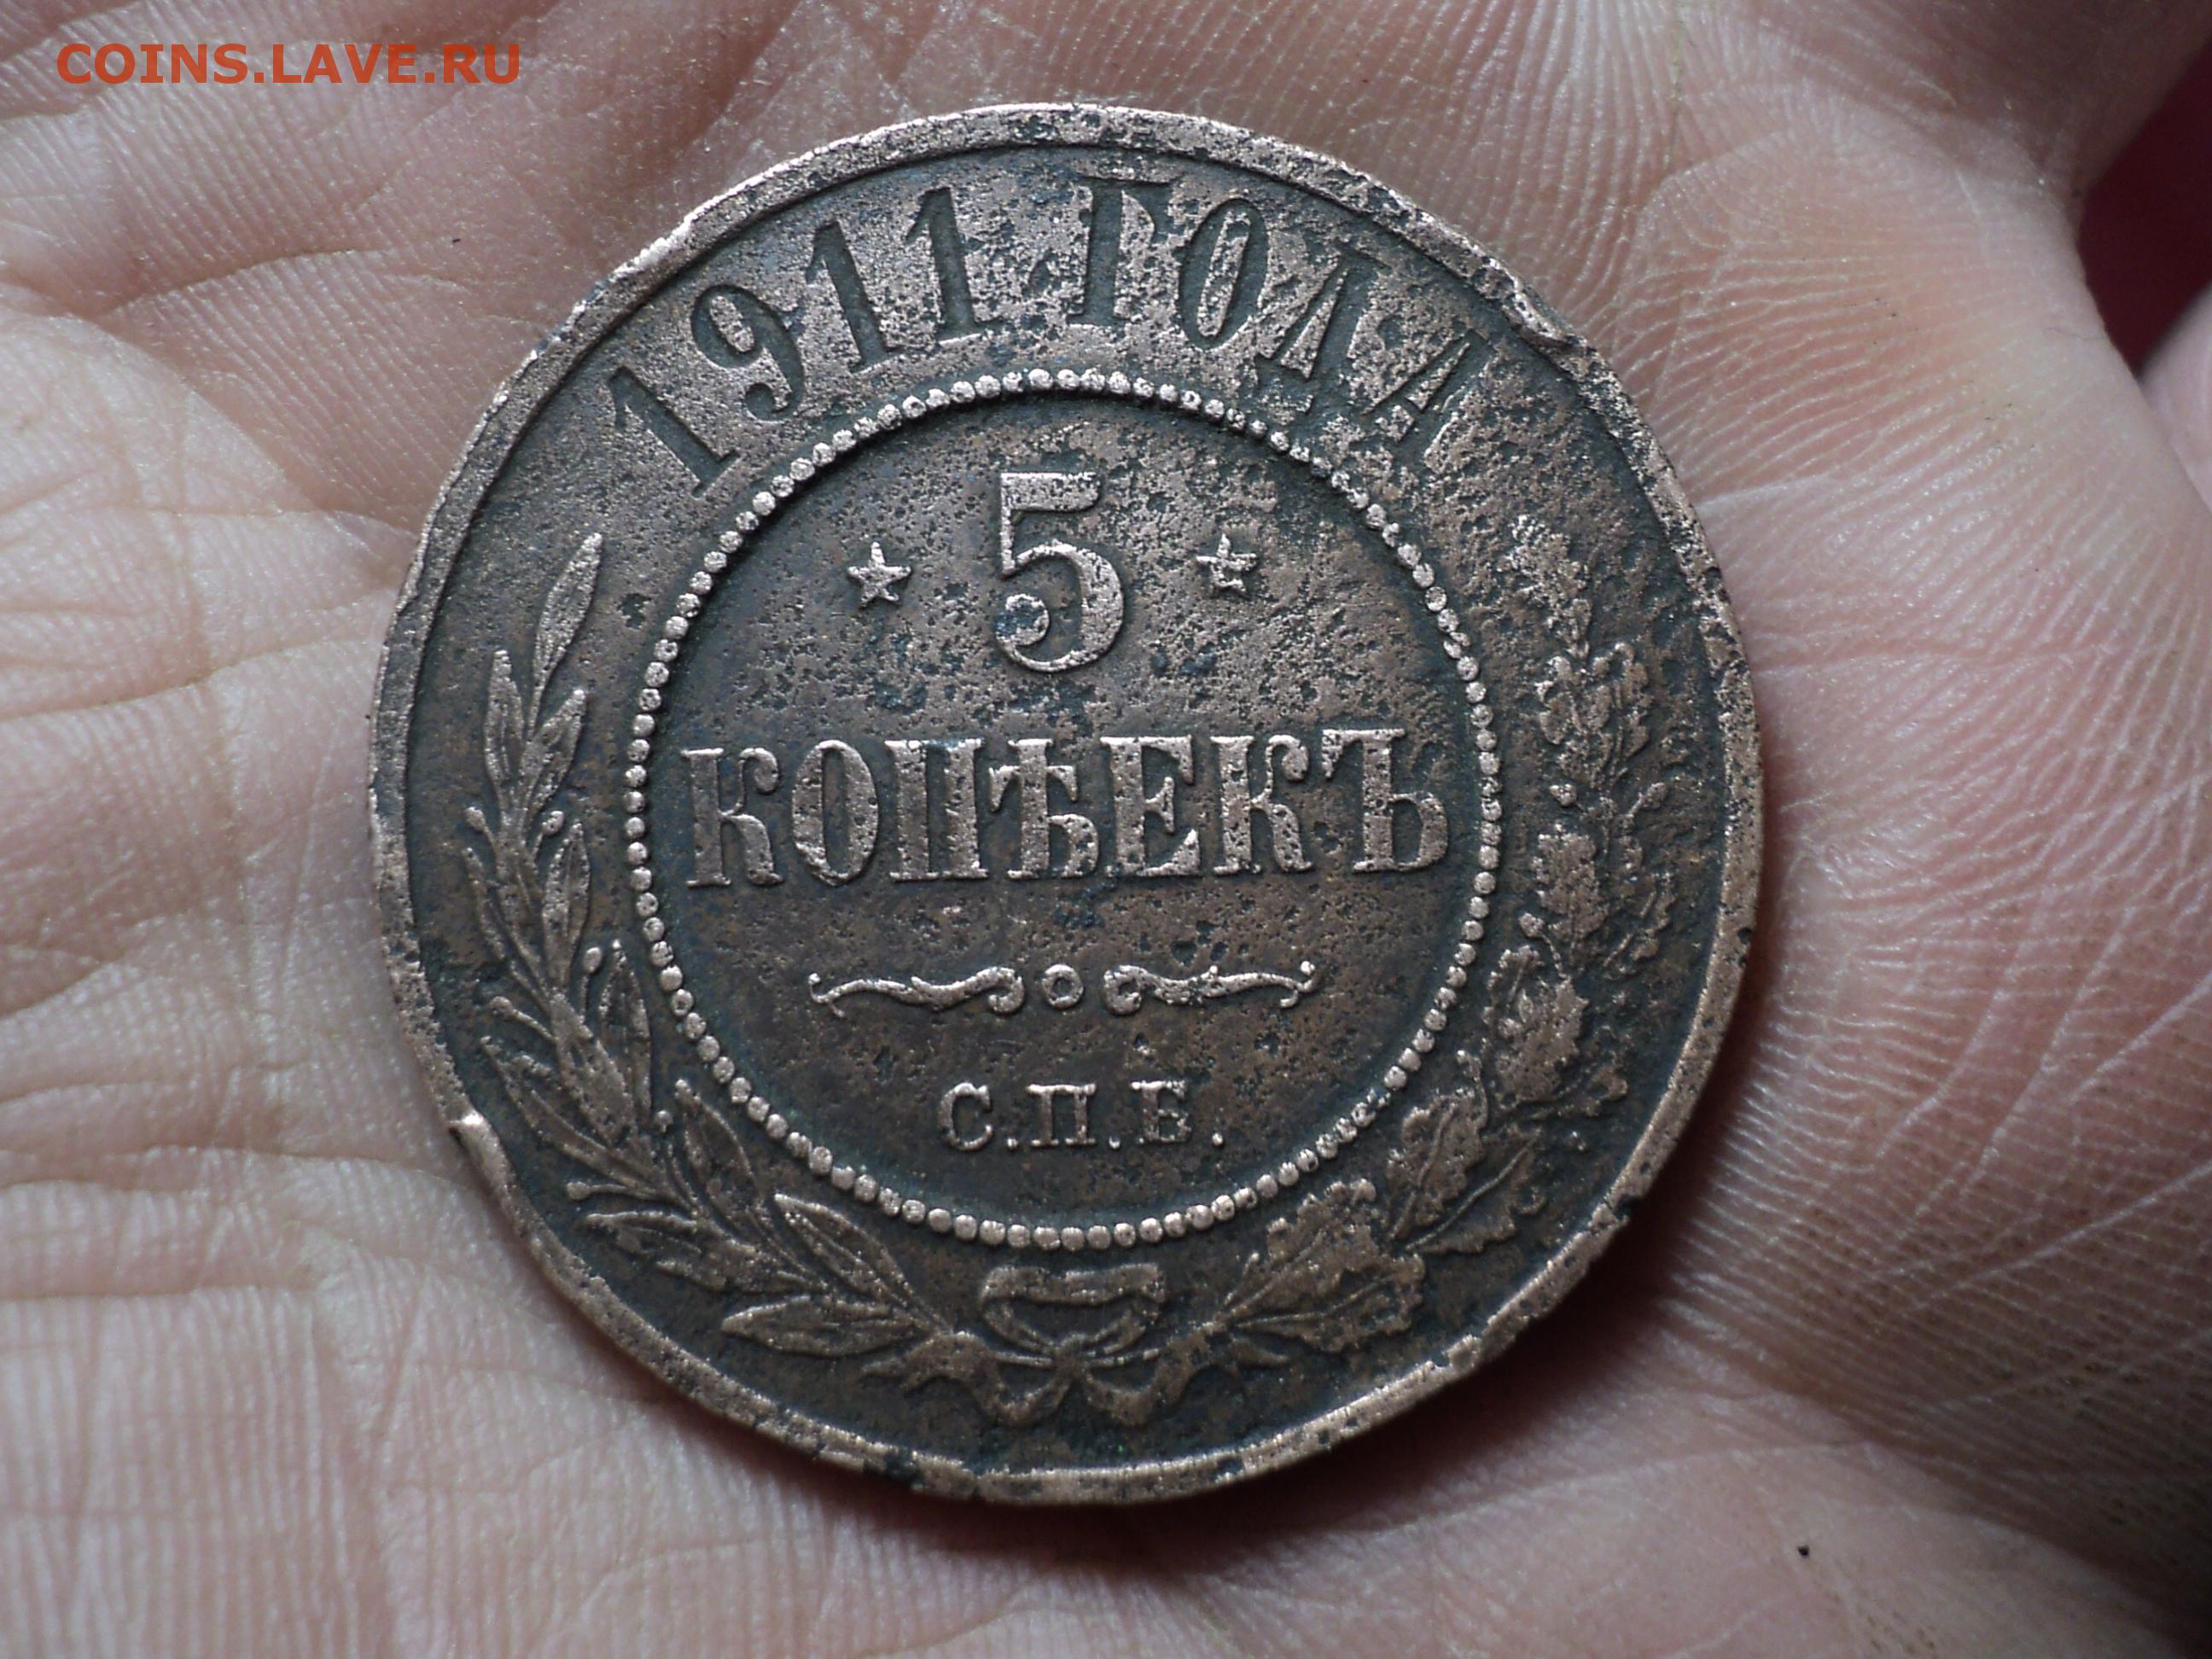 COINS.LAVE.RU
1911 ГОДА
5
КОПѢЕКЪ
С.П.Б.